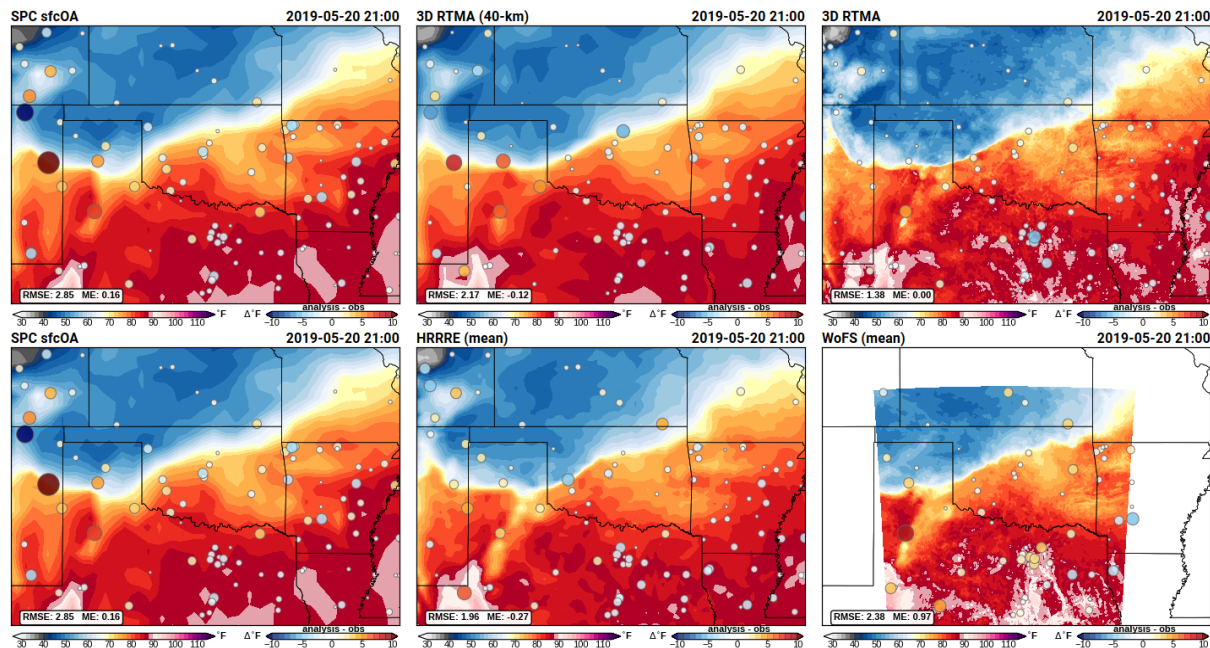 SPC sfcOA 2019-05-20 21:00
3D RTMA (40-km) 2019-05-20 21:00
3D RTMA 2019-05-20 21:00
RMSE: 2.85 ME: 0.16
RMSE: 2.17 ME: -0.12
RMSE: 1.38 ME: 0.00
analysis - obs
analysis - obs
analysis - obs
30 40 50 60 70 80 90 100 110 °F Δ°F −10 −5 0 5 10
30 40 50 60 70 80 90 100 110 °F Δ°F −10 −5 0 5 10
30 40 50 60 70 80 90 100 110 °F Δ°F −10 −5 0 5 10
SPC sfcOA 2019-05-20 21:00
HRRRE (mean) 2019-05-20 21:00
WoFS (mean) 2019-05-20 21:00
RMSE: 2.85 ME: 0.16
RMSE: 1.96 ME: -0.27
RMSE: 2.38 ME: 0.97
analysis - obs
analysis - obs
analysis - obs
30 40 50 60 70 80 90 100 110 °F Δ°F −10 −5 0 5 10
30 40 50 60 70 80 90 100 110 °F Δ°F −10 −5 0 5 10
30 40 50 60 70 80 90 100 110 °F Δ°F −10 −5 0 5 10